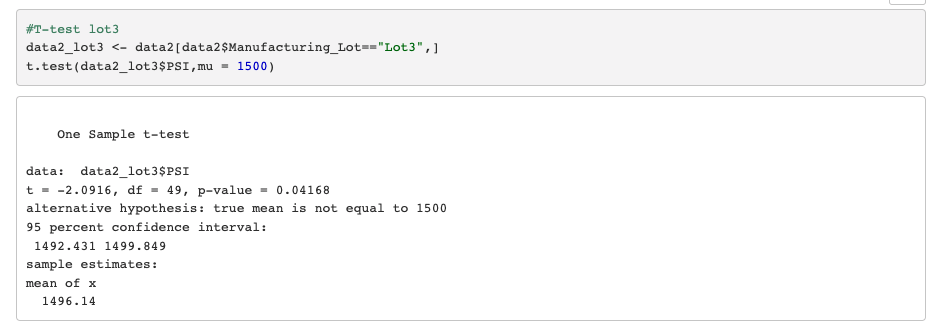 #T-test lot3
data2_lot3 <- data2[data2$Manufacturing_Lot=="Lot3",]
t.test(data2_lot3$PSI,mu = 1500)
One Sample t-test
data:  data2_lot3$PSI
t = -2.0916, df = 49, p-value = 0.04168
alternative hypothesis: true mean is not equal to 1500
95 percent confidence interval:
1492.431 1499.849
sample estimates:
mean of x
1496.14